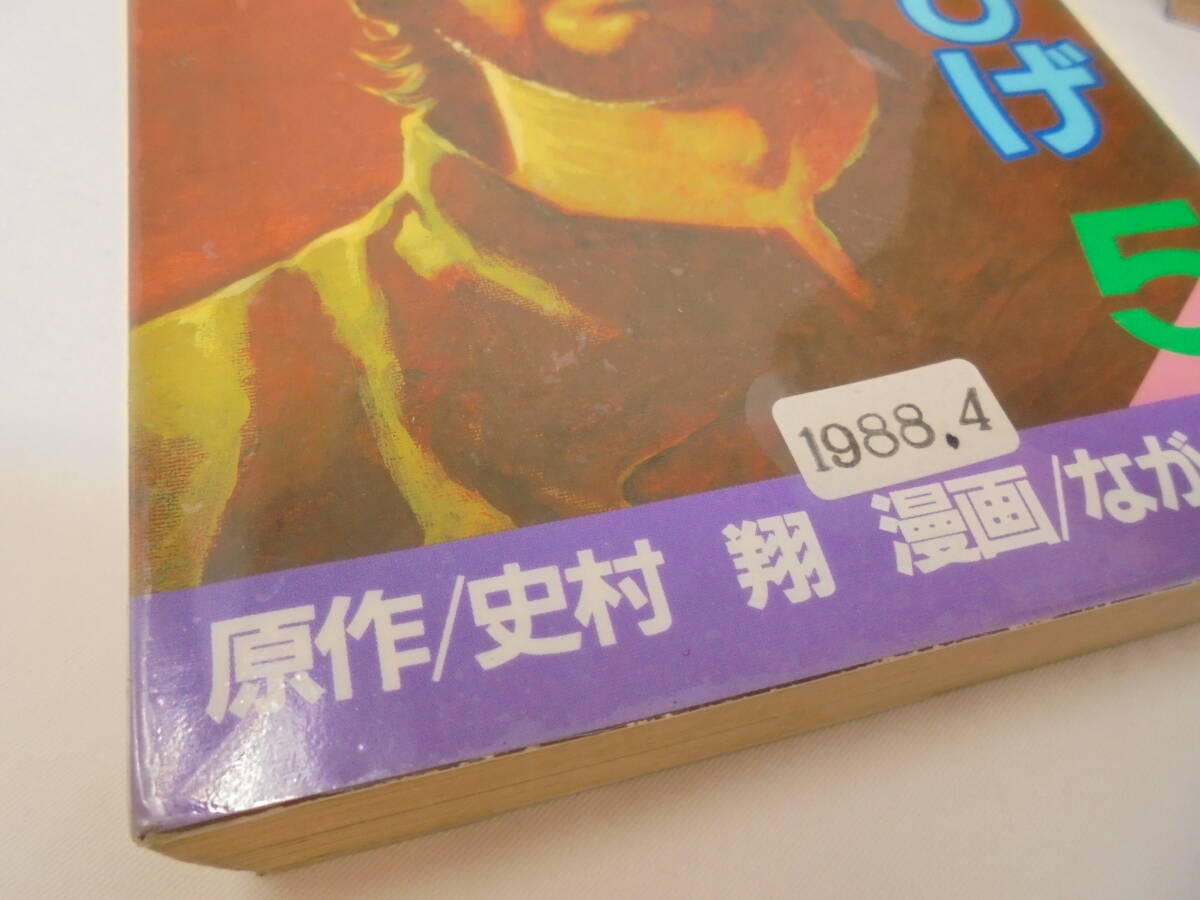 げ
5
1988.4
原作/史村 翔 漫画/なが